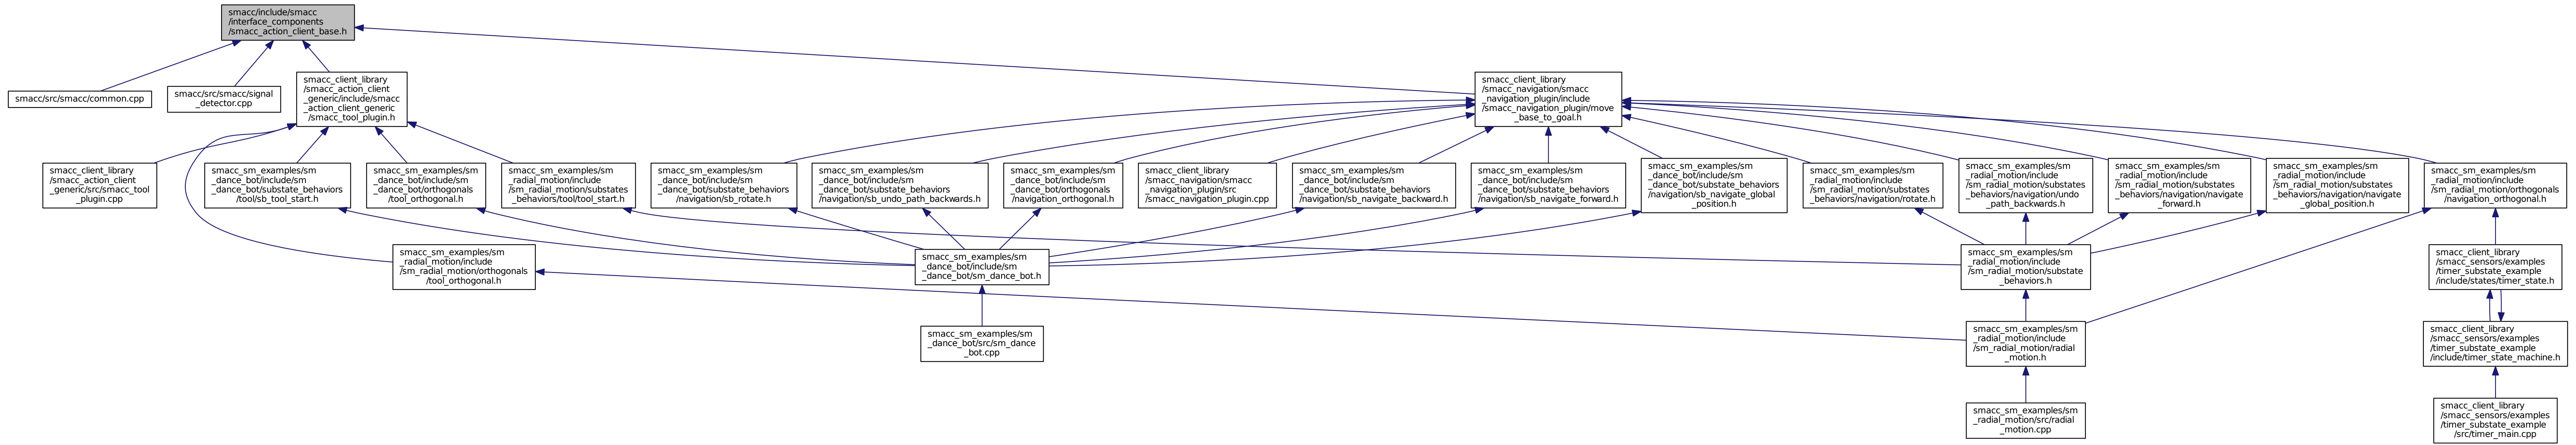 smacc/include/smacc
/interface_components
/smacc_action_client_base.h
smacc/src/smacc/common.cpp
smacc/src/smacc/signal
_detector.cpp
smacc_client_library
/smacc_action_client
_generic/include/smacc
_action_client_generic
/smacc_tool_plugin.h
smacc_client_library
/smacc_navigation/smacc
_navigation_plugin/include
/smacc_navigation_plugin/move
_base_to_goal.h
smacc_client_library
/smacc_action_client
_generic/src/smacc_tool
_plugin.cpp
smacc_sm_examples/sm
_dance_bot/include/sm
_dance_bot/substate_behaviors
/tool/sb_tool_start.h
smacc_sm_examples/sm
_dance_bot/include/sm
_dance_bot/orthogonals
/tool_orthogonal.h
smacc_sm_examples/sm
_radial_motion/include
/sm_radial_motion/substates
_behaviors/tool/tool_start.h
smacc_sm_examples/sm
_dance_bot/include/sm
_dance_bot/substate_behaviors
/navigation/sb_rotate.h
smacc_sm_examples/sm
_dance_bot/include/sm
_dance_bot/substate_behaviors
/navigation/sb_undo_path_backwards.h
smacc_sm_examples/sm
_dance_bot/include/sm
_dance_bot/orthogonals
/navigation_orthogonal.h
smacc_client_library
/smacc_navigation/smacc
_navigation_plugin/src
/smacc_navigation_plugin.cpp
smacc_sm_examples/sm
_dance_bot/include/sm
_dance_bot/substate_behaviors
/navigation/sb_navigate_backward.h
smacc_sm_examples/sm
_dance_bot/include/sm
_dance_bot/substate_behaviors
/navigation/sb_navigate_forward.h
smacc_sm_examples/sm
_dance_bot/include/sm
_dance_bot/substate_behaviors
/navigation/sb_navigate_global
_position.h
smacc_sm_examples/sm
_radial_motion/include
/sm_radial_motion/substates
_behaviors/navigation/rotate.h
smacc_sm_examples/sm
_radial_motion/include
/sm_radial_motion/substates
_behaviors/navigation/undo
_path_backwards.h
smacc_sm_examples/sm
_radial_motion/include
/sm_radial_motion/substates
_behaviors/navigation/navigate
_forward.h
smacc_sm_examples/sm
_radial_motion/include
/sm_radial_motion/substates
_behaviors/navigation/navigate
_global_position.h
smacc_sm_examples/sm
_radial_motion/include
/sm_radial_motion/orthogonals
/navigation_orthogonal.h
smacc_sm_examples/sm
_radial_motion/include
/sm_radial_motion/orthogonals
/tool_orthogonal.h
smacc_sm_examples/sm
_dance_bot/include/sm
_dance_bot/sm_dance_bot.h
smacc_sm_examples/sm
_radial_motion/include
/sm_radial_motion/substate
_behaviors.h
smacc_client_library
/smacc_sensors/examples
/timer_substate_example
/include/states/timer_state.h
smacc_sm_examples/sm
_dance_bot/src/sm_dance
_bot.cpp
smacc_sm_examples/sm
_radial_motion/include
/sm_radial_motion/radial
_motion.h
smacc_client_library
/smacc_sensors/examples
/timer_substate_example
/include/timer_state_machine.h
smacc_sm_examples/sm
_radial_motion/src/radial
_motion.cpp
smacc_client_library
/smacc_sensors/examples
/timer_substate_example
/src/timer_main.cpp